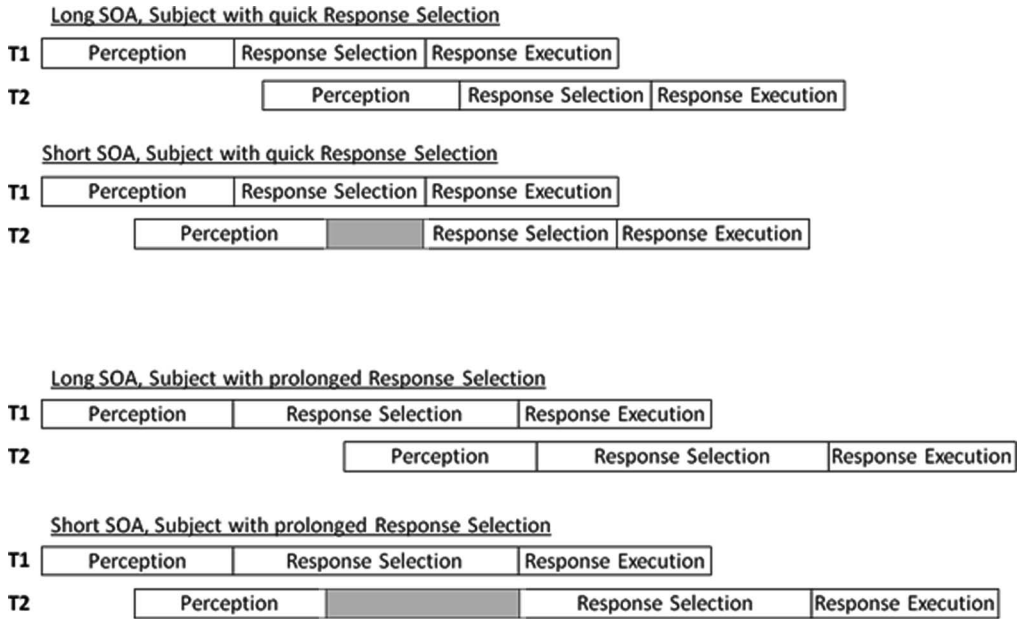 Long SOA, Subject with quick Response Selection
T1 Perception Response Selection Response Execution
T2 Perception Response Selection Response Execution
Short SOA, Subject with quick Response Selection
T1 Perception Response Selection Response Execution
T2 Perception Response Selection Response Execution
Long SOA, Subject with prolonged Response Selection
T1 Perception Response Selection Response Execution
T2 Perception Response Selection Response Execution
Short SOA, Subject with prolonged Response Selection
T1 Perception Response Selection Response Execution
T2 Perception Response Selection Response Execution